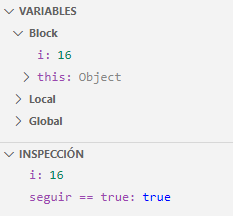 VARIABLES
Block
i: 16
this: Object
Local
Global
INSPECCIÓN
i: 16
seguir == true: true